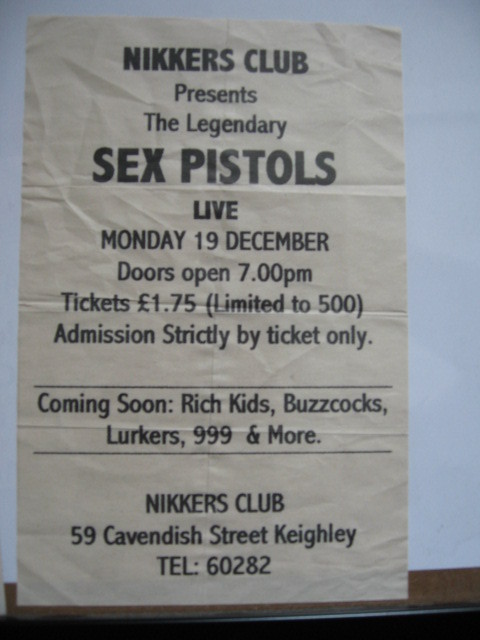 NIKKERS CLUB
Presents
The Legendary
SEX PISTOLS
LIVE
MONDAY 19 DECEMBER
Doors open 7.00pm
Tickets £1.75 (Limited to 500)
Admission Strictly by ticket only.
Coming Soon: Rich Kids, Buzzcocks,
Lurkers, 999 & More.
NIKKERS CLUB
59 Cavendish Street Keighley
TEL: 60282